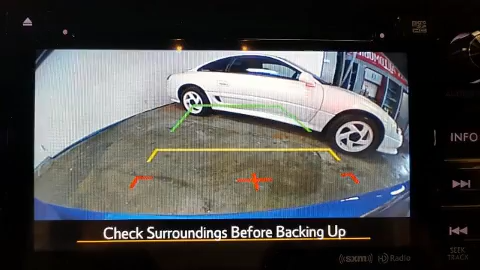 INFO
Check Surroundings Before Backing Up
SEEK
TRACK
sxm
HD Radio